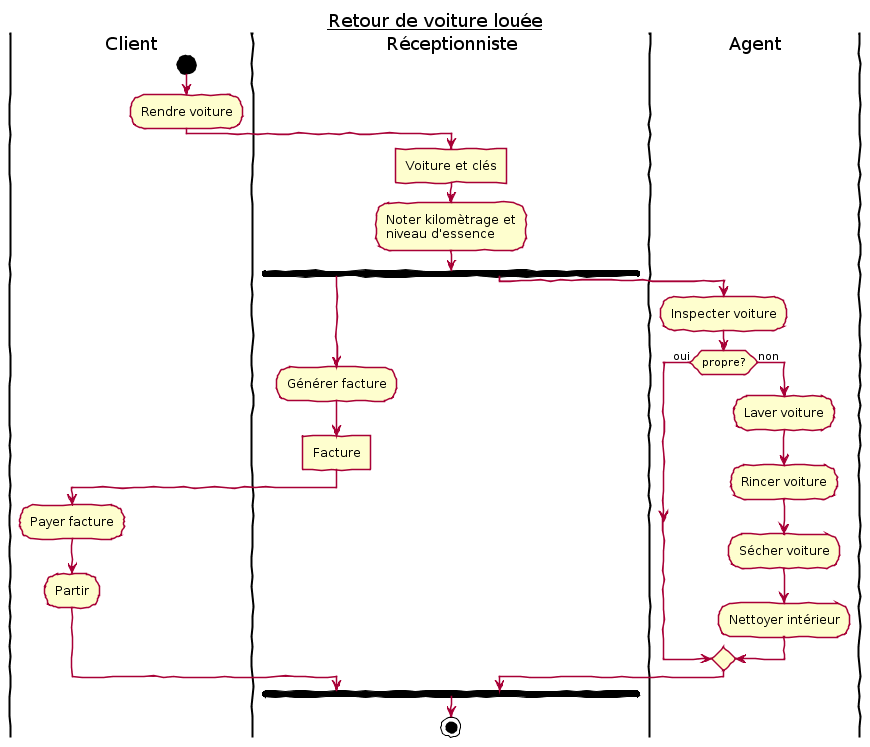 Retour de voiture louée
Client
Réceptionniste
Agent
Rendre voiture
Voiture et clés
Noter kilomètrage et
niveau d'essence
Inspecter voiture
oui
propre?
non
Générer facture
Laver voiture
Facture
Rincer voiture
Payer facture
Sécher voiture
Partir
Nettoyer intérieur